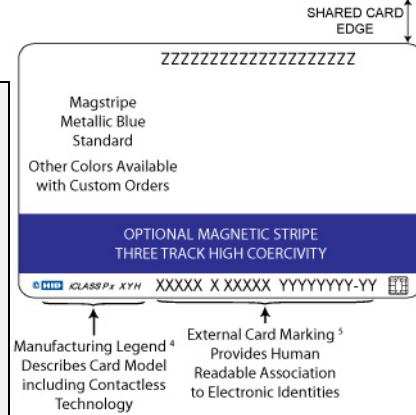 SHARED CARD
EDGE
ZZZZZZZZZZZZZZZZZZZZZ
Magstripe
Metallic Blue
Standard
Other Colors Available
with Custom Orders
OPTIONAL MAGNETIC STRIPE
THREE TRACK HIGH COERCIVITY
© HID iCLASS Px XYH XXXXX X XXXXX YYYYYYYY-YY
Manufacturing Legend 4
Describes Card Model
including Contactless
Technology
External Card Marking 5
Provides Human
Readable Association
to Electronic Identities